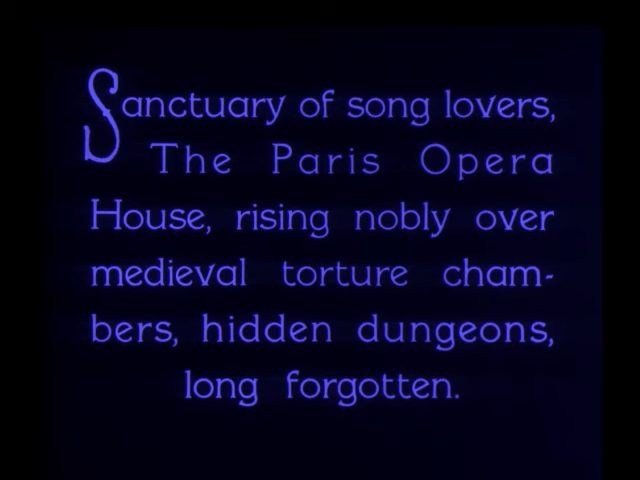 Sanctuary of song lovers,
The Paris Opera
House, rising nobly over
medieval torture cham-
bers, hidden dungeons,
long forgotten.